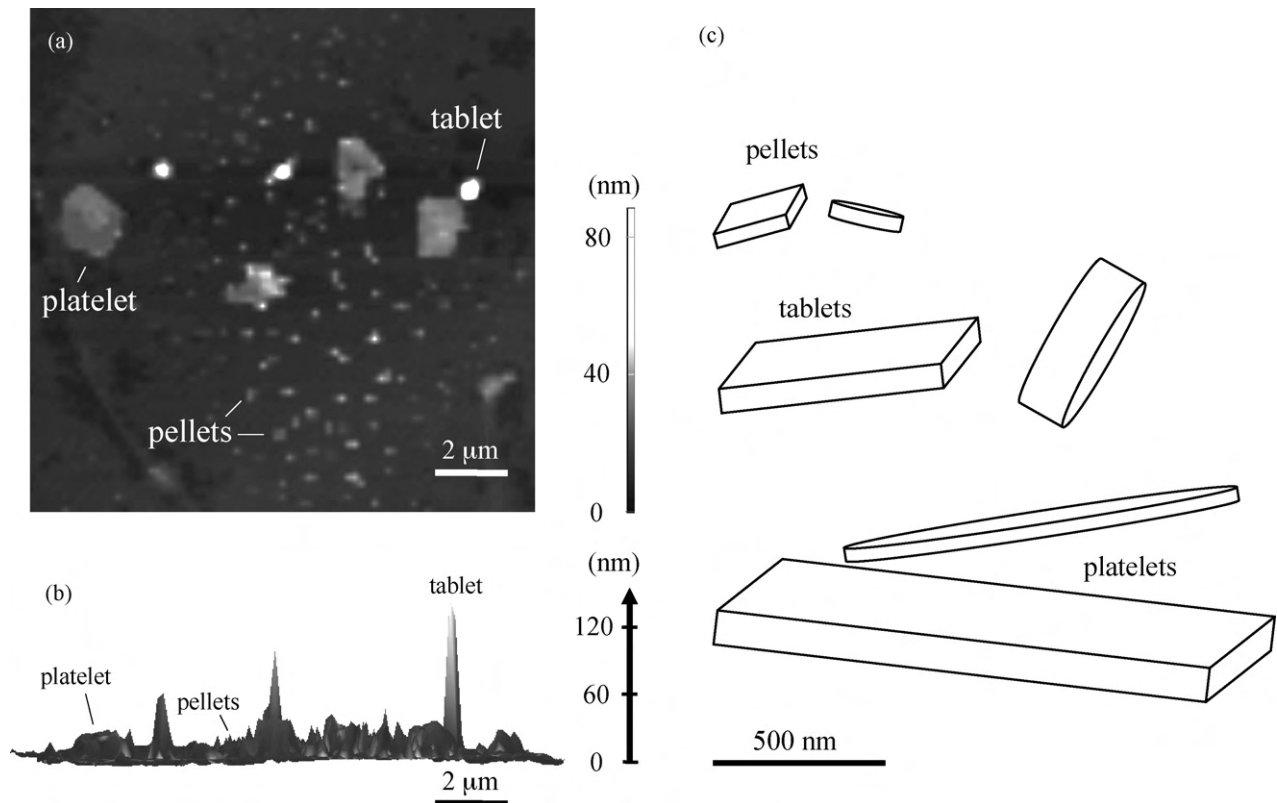 (a)
tablet
platelet
pellets
2 μm
(nm)
80
40
0
(b)
platelet
pellets
tablet
2 μm
(nm)
120
60
0
(c)
pellets
tablets
platelets
500 nm